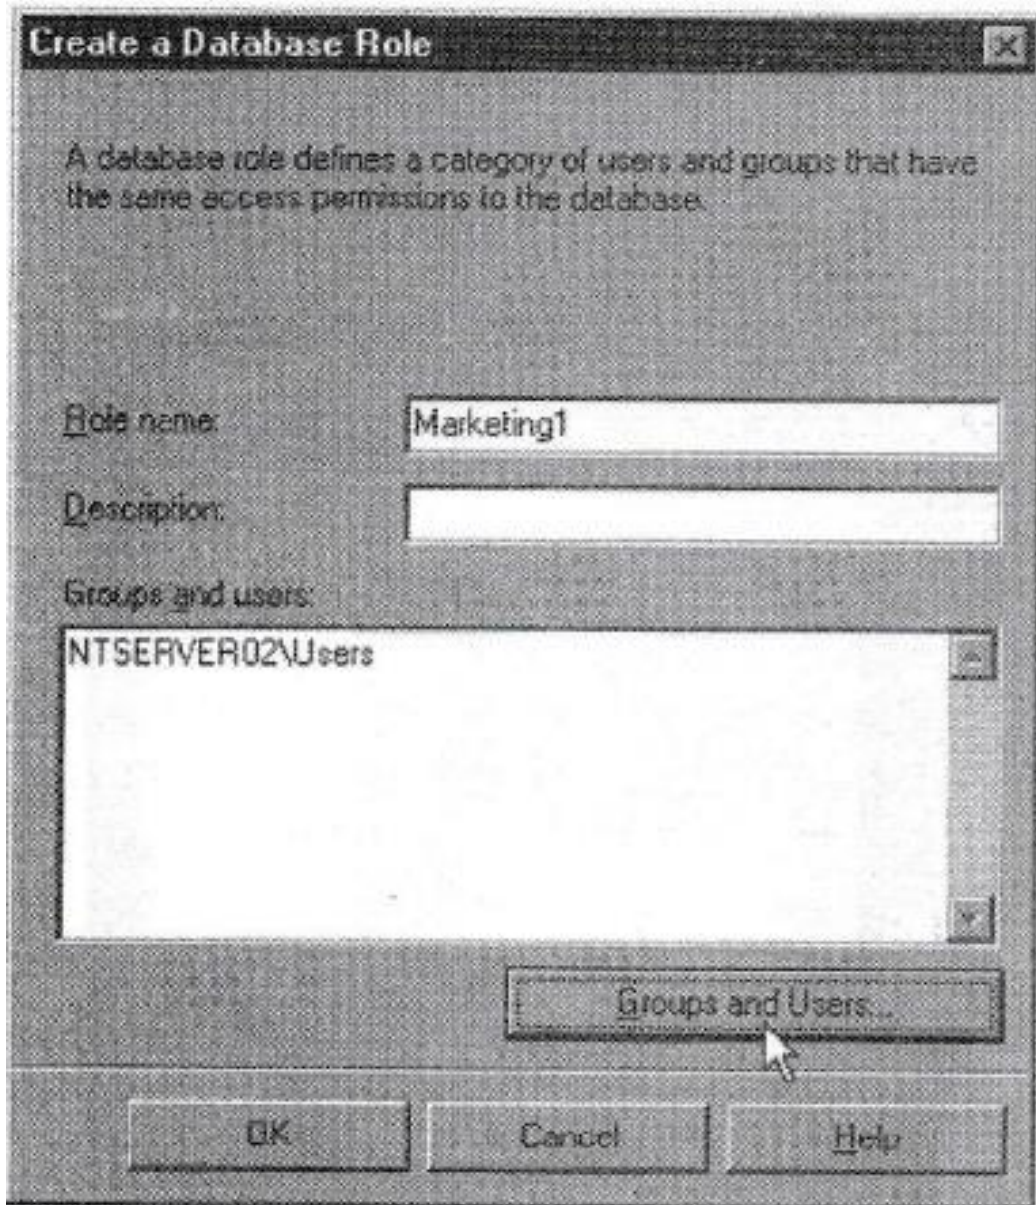 Create a Database Role
A database role defines a category of users and groups that have
the same access permissions to the database.
Role name:
Marketing1
Description:
Groups and users:
NTSERVER02\Users
Groups and Users...
OK
Cancel
Help